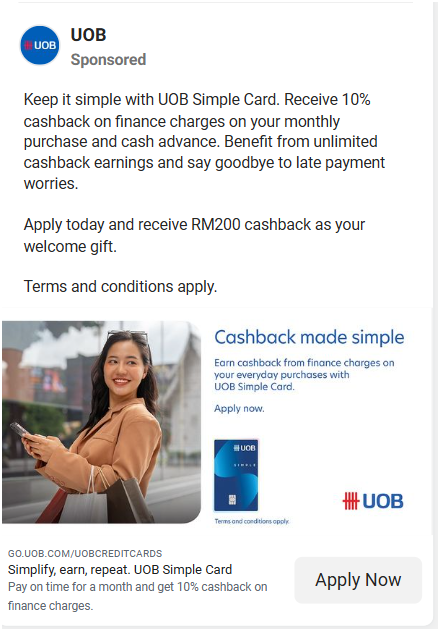 UOB
UOB
Sponsored
Keep it simple with UOB Simple Card. Receive 10%
cashback on finance charges on your monthly
purchase and cash advance. Benefit from unlimited
cashback earnings and say goodbye to late payment
worries.
Apply today and receive RM200 cashback as your
welcome gift.
Terms and conditions apply.
Cashback made simple
Earn cashback from finance charges on
your everyday purchases with
UOB Simple Card.
Apply now.
UOB
SIMPLE
UOB
Terms and conditions apply.
GO.UOB.COM/UOBCREDITCARDS
Simplify, earn, repeat. UOB Simple Card
Pay on time for a month and get 10% cashback on
finance charges.
Apply Now